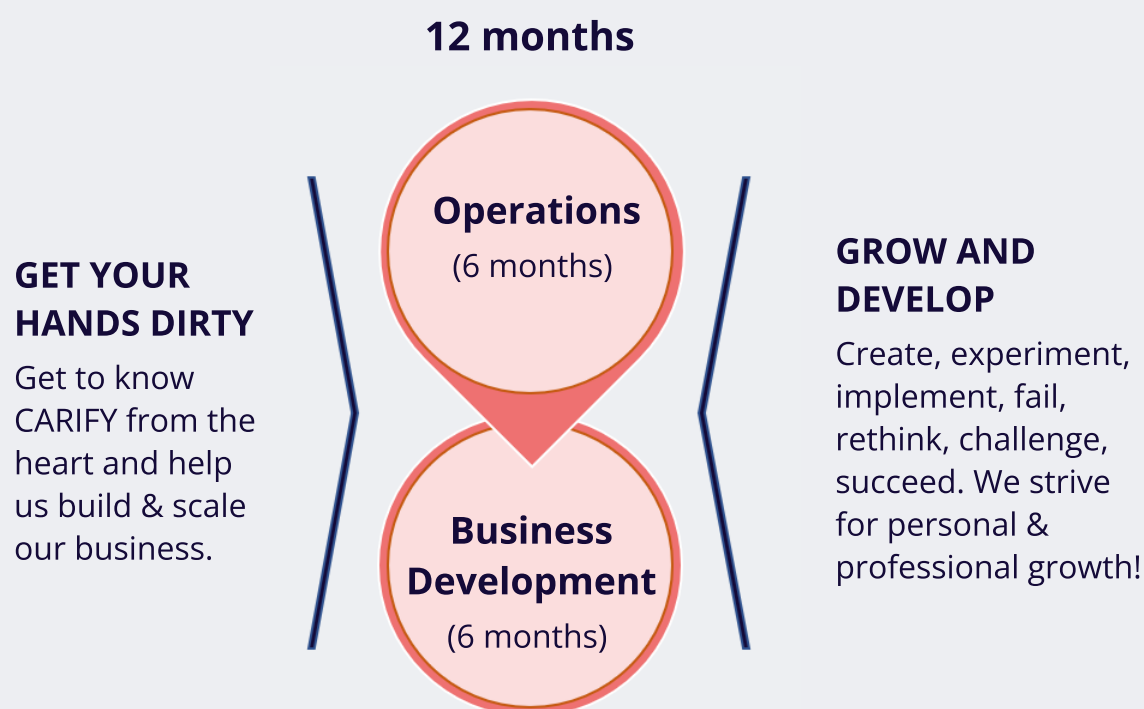 12 months
GET YOUR
HANDS DIRTY
Get to know
CARIFY from the
heart and help
us build & scale
our business.
Operations
(6 months)
Business
Development
(6 months)
GROW AND
DEVELOP
Create, experiment,
implement, fail,
rethink, challenge,
succeed. We strive
for personal &
professional growth!